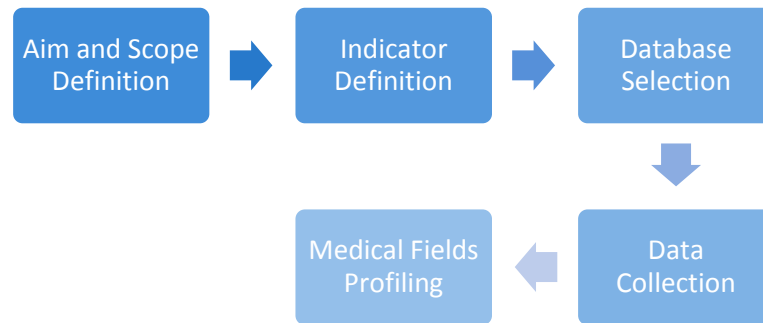 Aim and Scope
Definition
Indicator
Definition
Database
Selection
Data
Collection
Medical Fields
Profiling